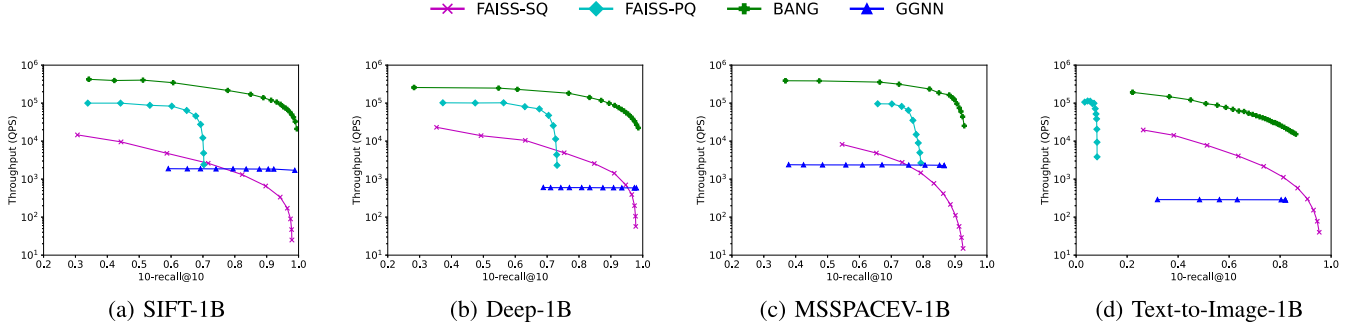 FAISS-SQ FAISS-PQ BANG GGNN
10^6
10^5
10^4
10^3
10^2
10^1
Throughput (QPS)
0.2 0.3 0.4 0.5 0.6 0.7 0.8 0.9 1.0
10-recall@10
(a) SIFT-1B
10^6
10^5
10^4
10^3
10^2
10^1
Throughput (QPS)
0.2 0.3 0.4 0.5 0.6 0.7 0.8 0.9 1.0
10-recall@10
(b) Deep-1B
10^6
10^5
10^4
10^3
10^2
10^1
Throughput (QPS)
0.2 0.3 0.4 0.5 0.6 0.7 0.8 0.9 1.0
10-recall@10
(c) MSSPACEV-1B
10^6
10^5
10^4
10^3
10^2
10^1
Throughput (QPS)
0.0 0.2 0.4 0.6 0.8 1.0
10-recall@10
(d) Text-to-Image-1B